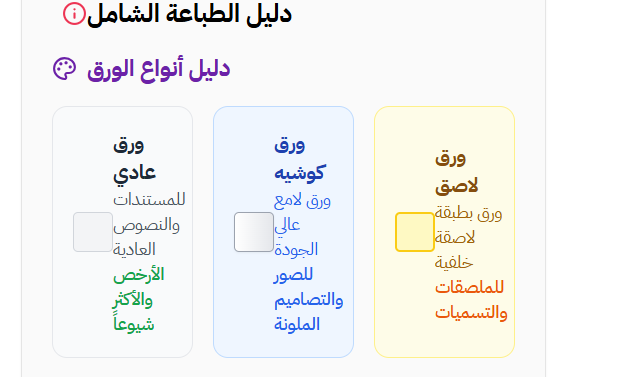 دليل الطباعة الشامل
دليل أنواع الورق
ورق
عادي
للمستندات
والنصوص
العادية
الأرخص
والأكثر
شيوعاً
ورق
كوشيه
ورق لامع
عالي
الجودة
للصور
والتصاميم
الملونة
ورق
لاصق
ورق بطبقة
لاصقة
خلفية
للملصقات
والتسميات